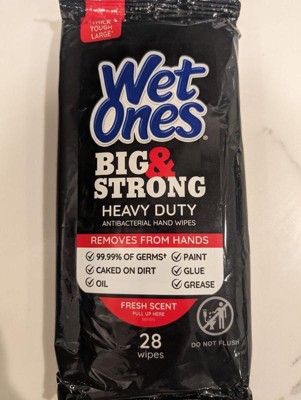 THICK
TOUGH
LARGE*
Wet
Ones®
BIG&
STRONG
HEAVY DUTY
ANTIBACTERIAL HAND WIPES
REMOVES FROM HANDS
99.99% OF GERMS† PAINT
CAKED ON DIRT GLUE
OIL GREASE
FRESH SCENT
PULL UP HERE
28
wipes
DO NOT FLUSH